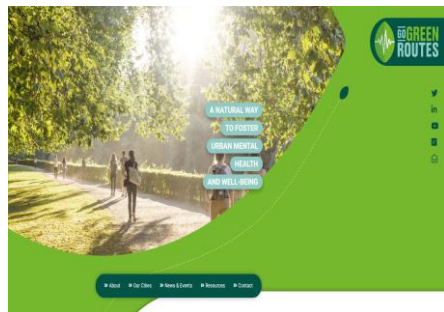 GO GREEN
ROUTES
A NATURAL WAY
TO FOSTER
URBAN MENTAL
HEALTH
AND WELL-BEING
» About » Our Cities » News & Events » Resources » Contact